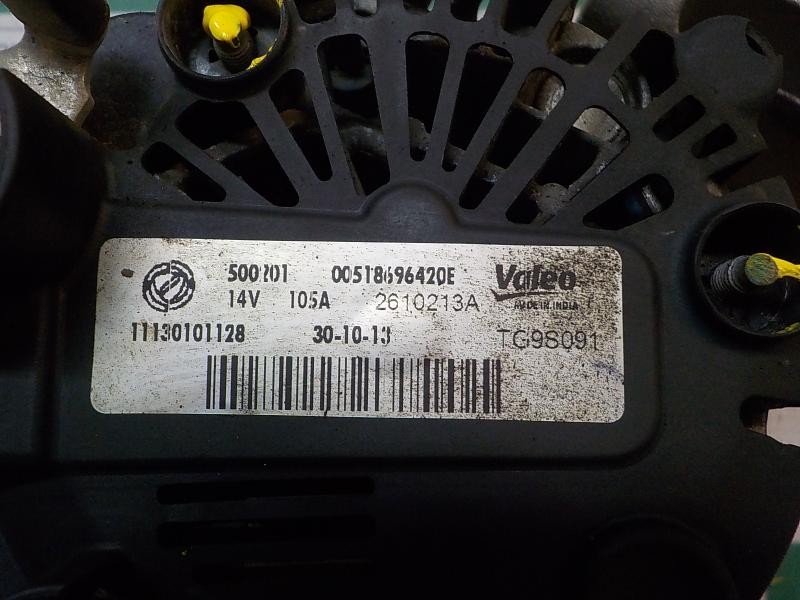 500201 00518696420E Valeo
14V 105A 2610213A MADE IN INDIA
11130101128 30-10-13 TG9S091